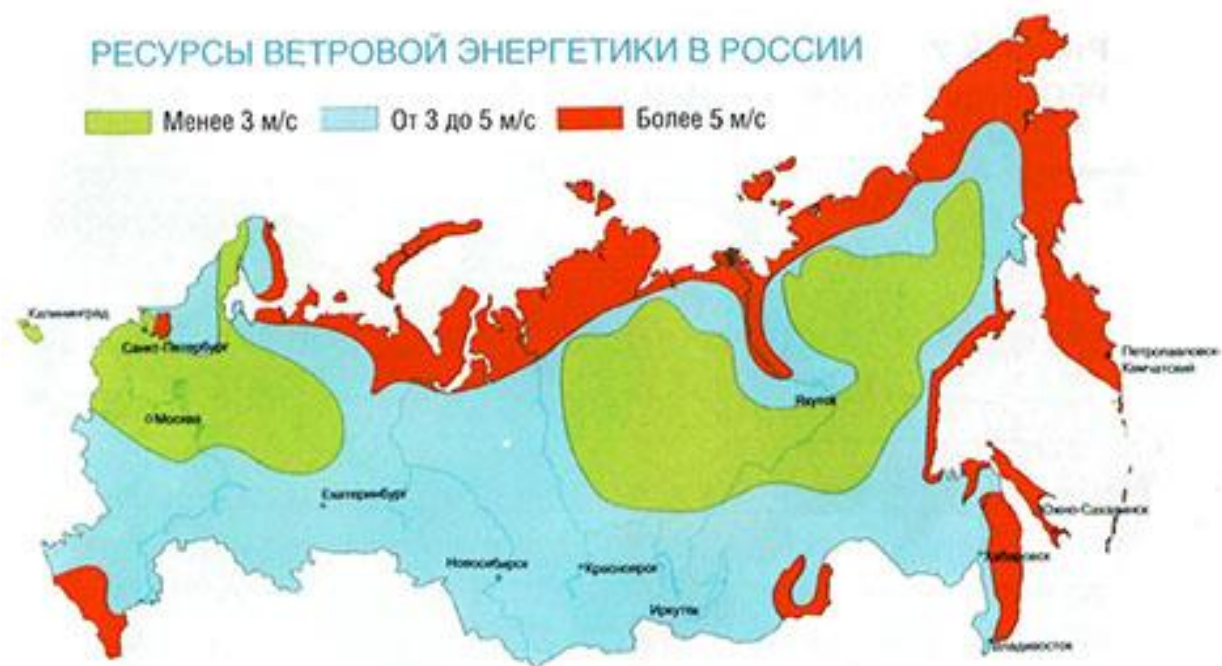 РЕСУРСЫ ВЕТРОВОЙ ЭНЕРГЕТИКИ В РОССИИ
Менее 3 м/с
От 3 до 5 м/с
Более 5 м/с
Калининград
Санкт-Петербург
Москва
Екатеринбург
Новосибирск
Красноярск
Иркутск
Якутск
Петропавловск-
Камчатский
Южно-Сахалинск
Хабаровск
Владивосток